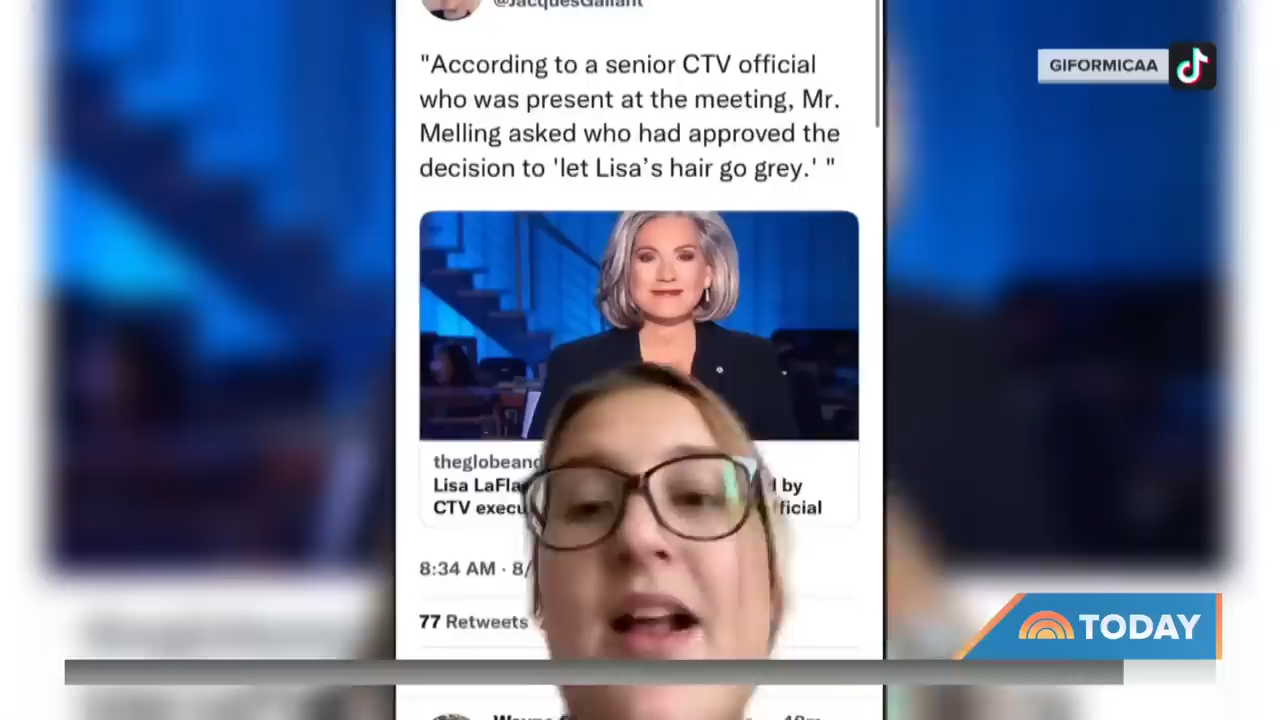 @JacquesGallant
GIFORMICAA
"According to a senior CTV official
who was present at the meeting, Mr.
Melling asked who had approved the
decision to 'let Lisa's hair go grey.' "
theglobeand
Lisa LaFla d by
CTV execu fficial
8:34 AM · 8/
77 Retweets
TODAY